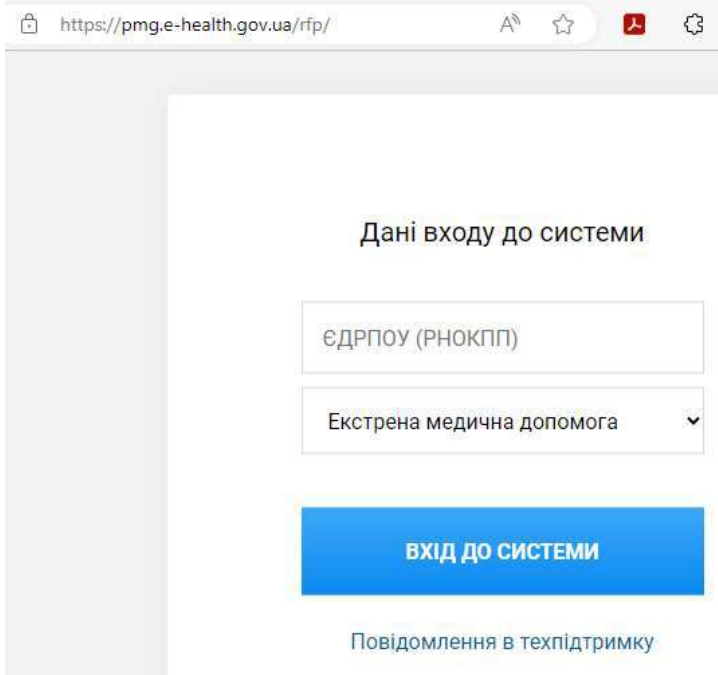 https://pmg.e-health.gov.ua/rfp/
Дані входу до системи
ЄДРПОУ (РНОКПП)
Екстрена медична допомога
ВХІД ДО СИСТЕМИ
Повідомлення в техпідтримку